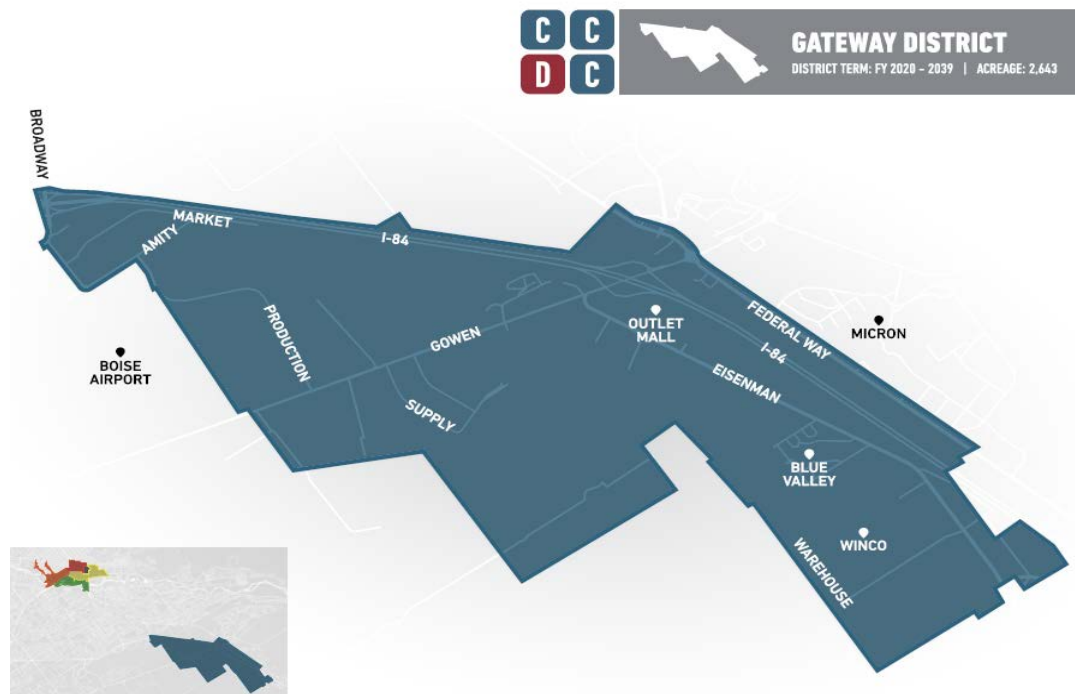 C C
D C
GATEWAY DISTRICT
DISTRICT TERM: FY 2020 - 2039 | ACREAGE: 2,643
BROADWAY
MARKET
I-84
AMITY
PRODUCTION
GOWEN
SUPPLY
BOISE
AIRPORT
OUTLET
MALL
FEDERAL WAY
I-84
MICRON
EISENMAN
BLUE
VALLEY
WINCO
WAREHOUSE